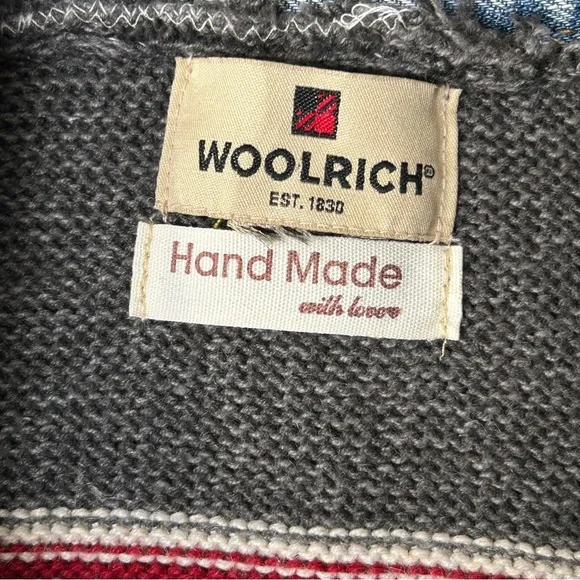 WOOLRICH®
EST. 1830
Hand Made
with love